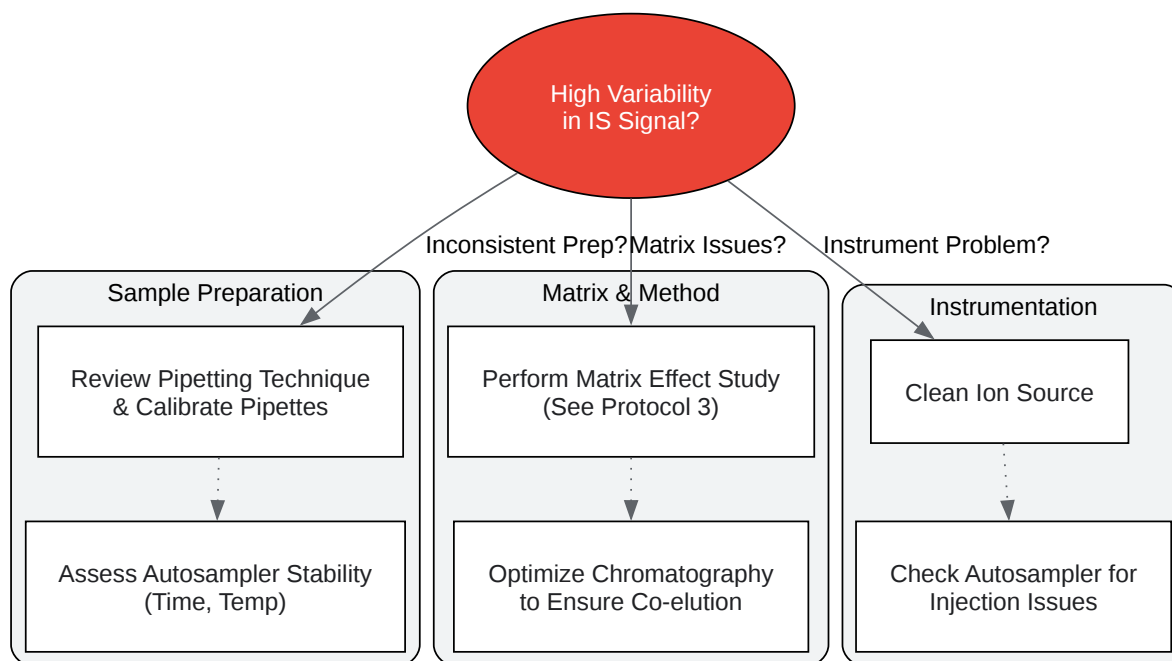 High Variability
in IS Signal?
Inconsistent Prep?
Matrix Issues?
Instrument Problem?
Sample Preparation
Matrix & Method
Instrumentation
Review Pipetting Technique
& Calibrate Pipettes
Perform Matrix Effect Study
(See Protocol 3)
Clean Ion Source
Assess Autosampler Stability
(Time, Temp)
Optimize Chromatography
to Ensure Co-elution
Check Autosampler for
Injection Issues